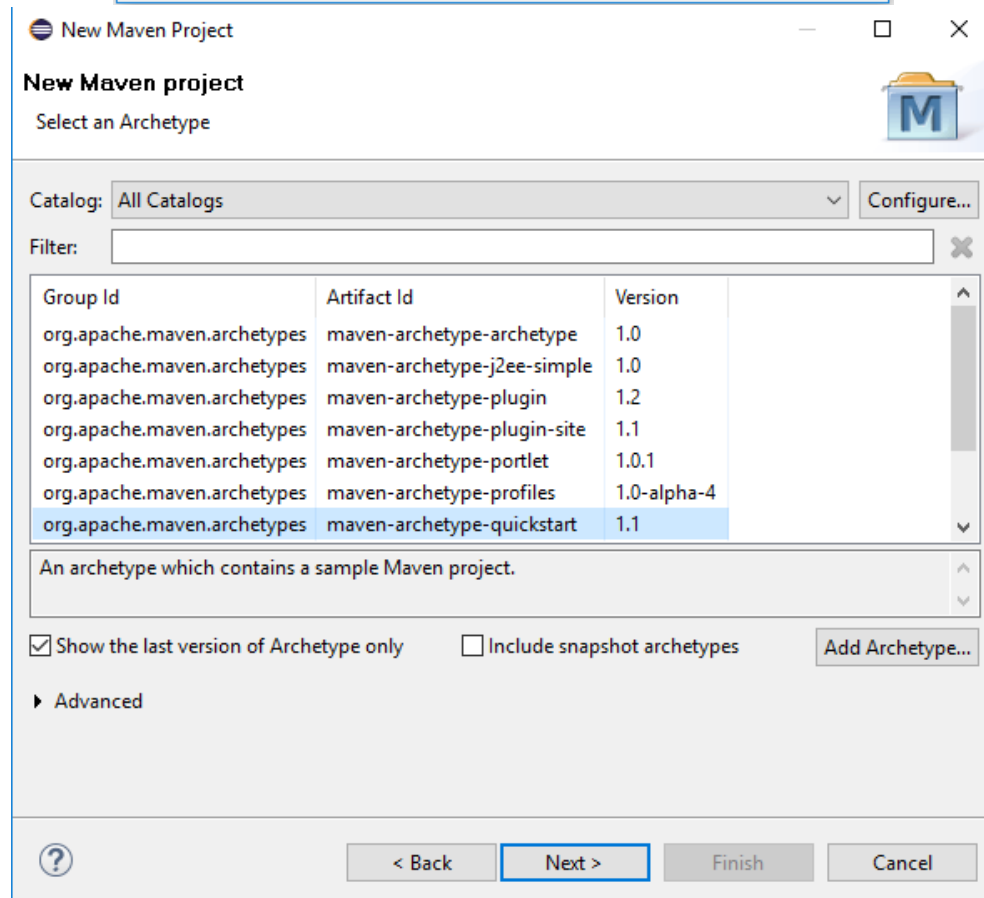 New Maven Project
New Maven project
Select an Archetype
M
Catalog: All Catalogs Configure...
Filter:
Group Id Artifact Id Version
org.apache.maven.archetypes maven-archetype-archetype 1.0
org.apache.maven.archetypes maven-archetype-j2ee-simple 1.0
org.apache.maven.archetypes maven-archetype-plugin 1.2
org.apache.maven.archetypes maven-archetype-plugin-site 1.1
org.apache.maven.archetypes maven-archetype-portlet 1.0.1
org.apache.maven.archetypes maven-archetype-profiles 1.0-alpha-4
org.apache.maven.archetypes maven-archetype-quickstart 1.1
An archetype which contains a sample Maven project.
Show the last version of Archetype only Include snapshot archetypes Add Archetype...
Advanced
? < Back Next > Finish Cancel